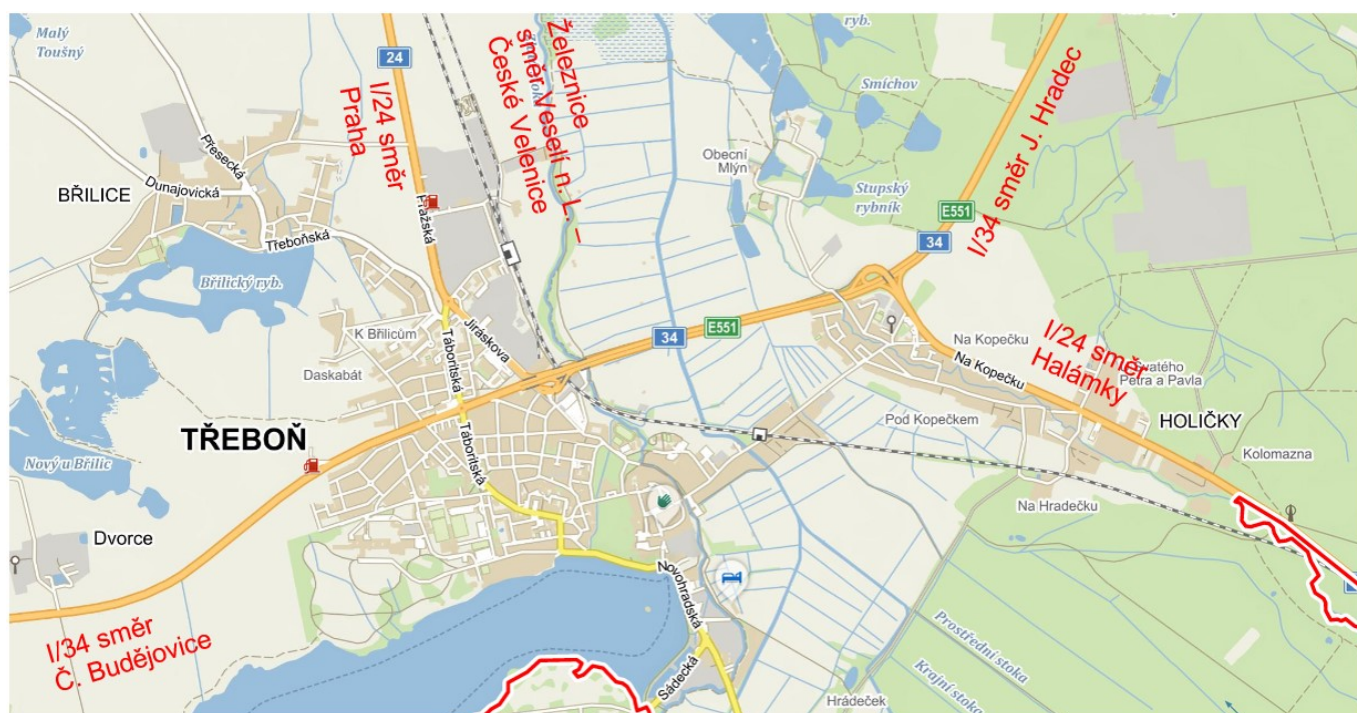 Malý
Toušný
24
I/24 směr
Praha
Železnice
směr Veselí n. L. –
České Velenice
ryb.
Smíchov
I/34 směr J. Hradec
Přesecká
Obecní
Mlýn
Dunajovická
BŘILICE
Pražská
Stupský
rybník
E551
34
Třeboňská
Břilický ryb.
K Břilicům
Jiráskova
Táboritská
34
E551
Na Kopečku
I/24 směr
Halámky
Na Kopečku
Svatého
Petra a Pavla
Daskabát
TŘEBOŇ
Táboritská
Pod Kopečkem
HOLIČKY
Nový u Břilic
Kolomazna
Na Hradečku
Dvorce
Novohradská
I/34 směr
Č. Budějovice
Prostřední stoka
Sádecká
Krajní stoka
Hrádeček